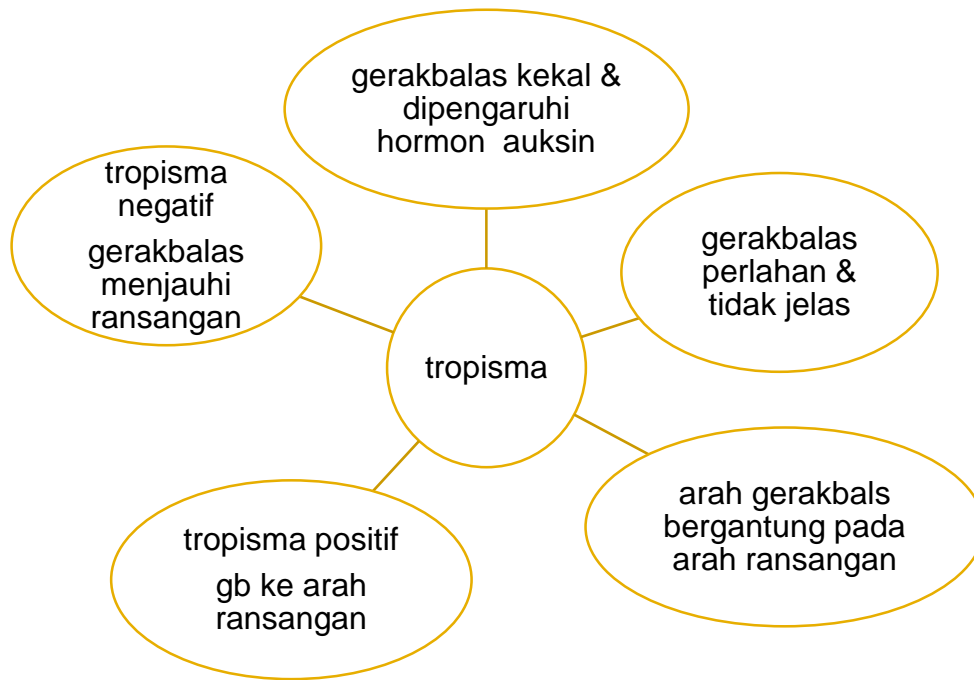 gerakbalas kekal &
dipengaruhi
hormon auksin
tropisma
negatif
gerakbalas
menjauhi
ransangan
gerakbalas
perlahan &
tidak jelas
tropisma
arah gerakbals
bergantung pada
arah ransangan
tropisma positif
gb ke arah
ransangan